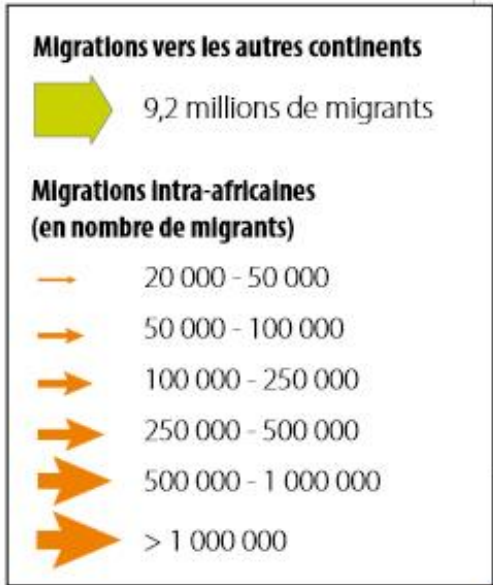 Migrations vers les autres continents
9,2 millions de migrants
Migrations intra-africaines
(en nombre de migrants)
20 000 - 50 000
50 000 - 100 000
100 000 - 250 000
250 000 - 500 000
500 000 - 1 000 000
> 1 000 000